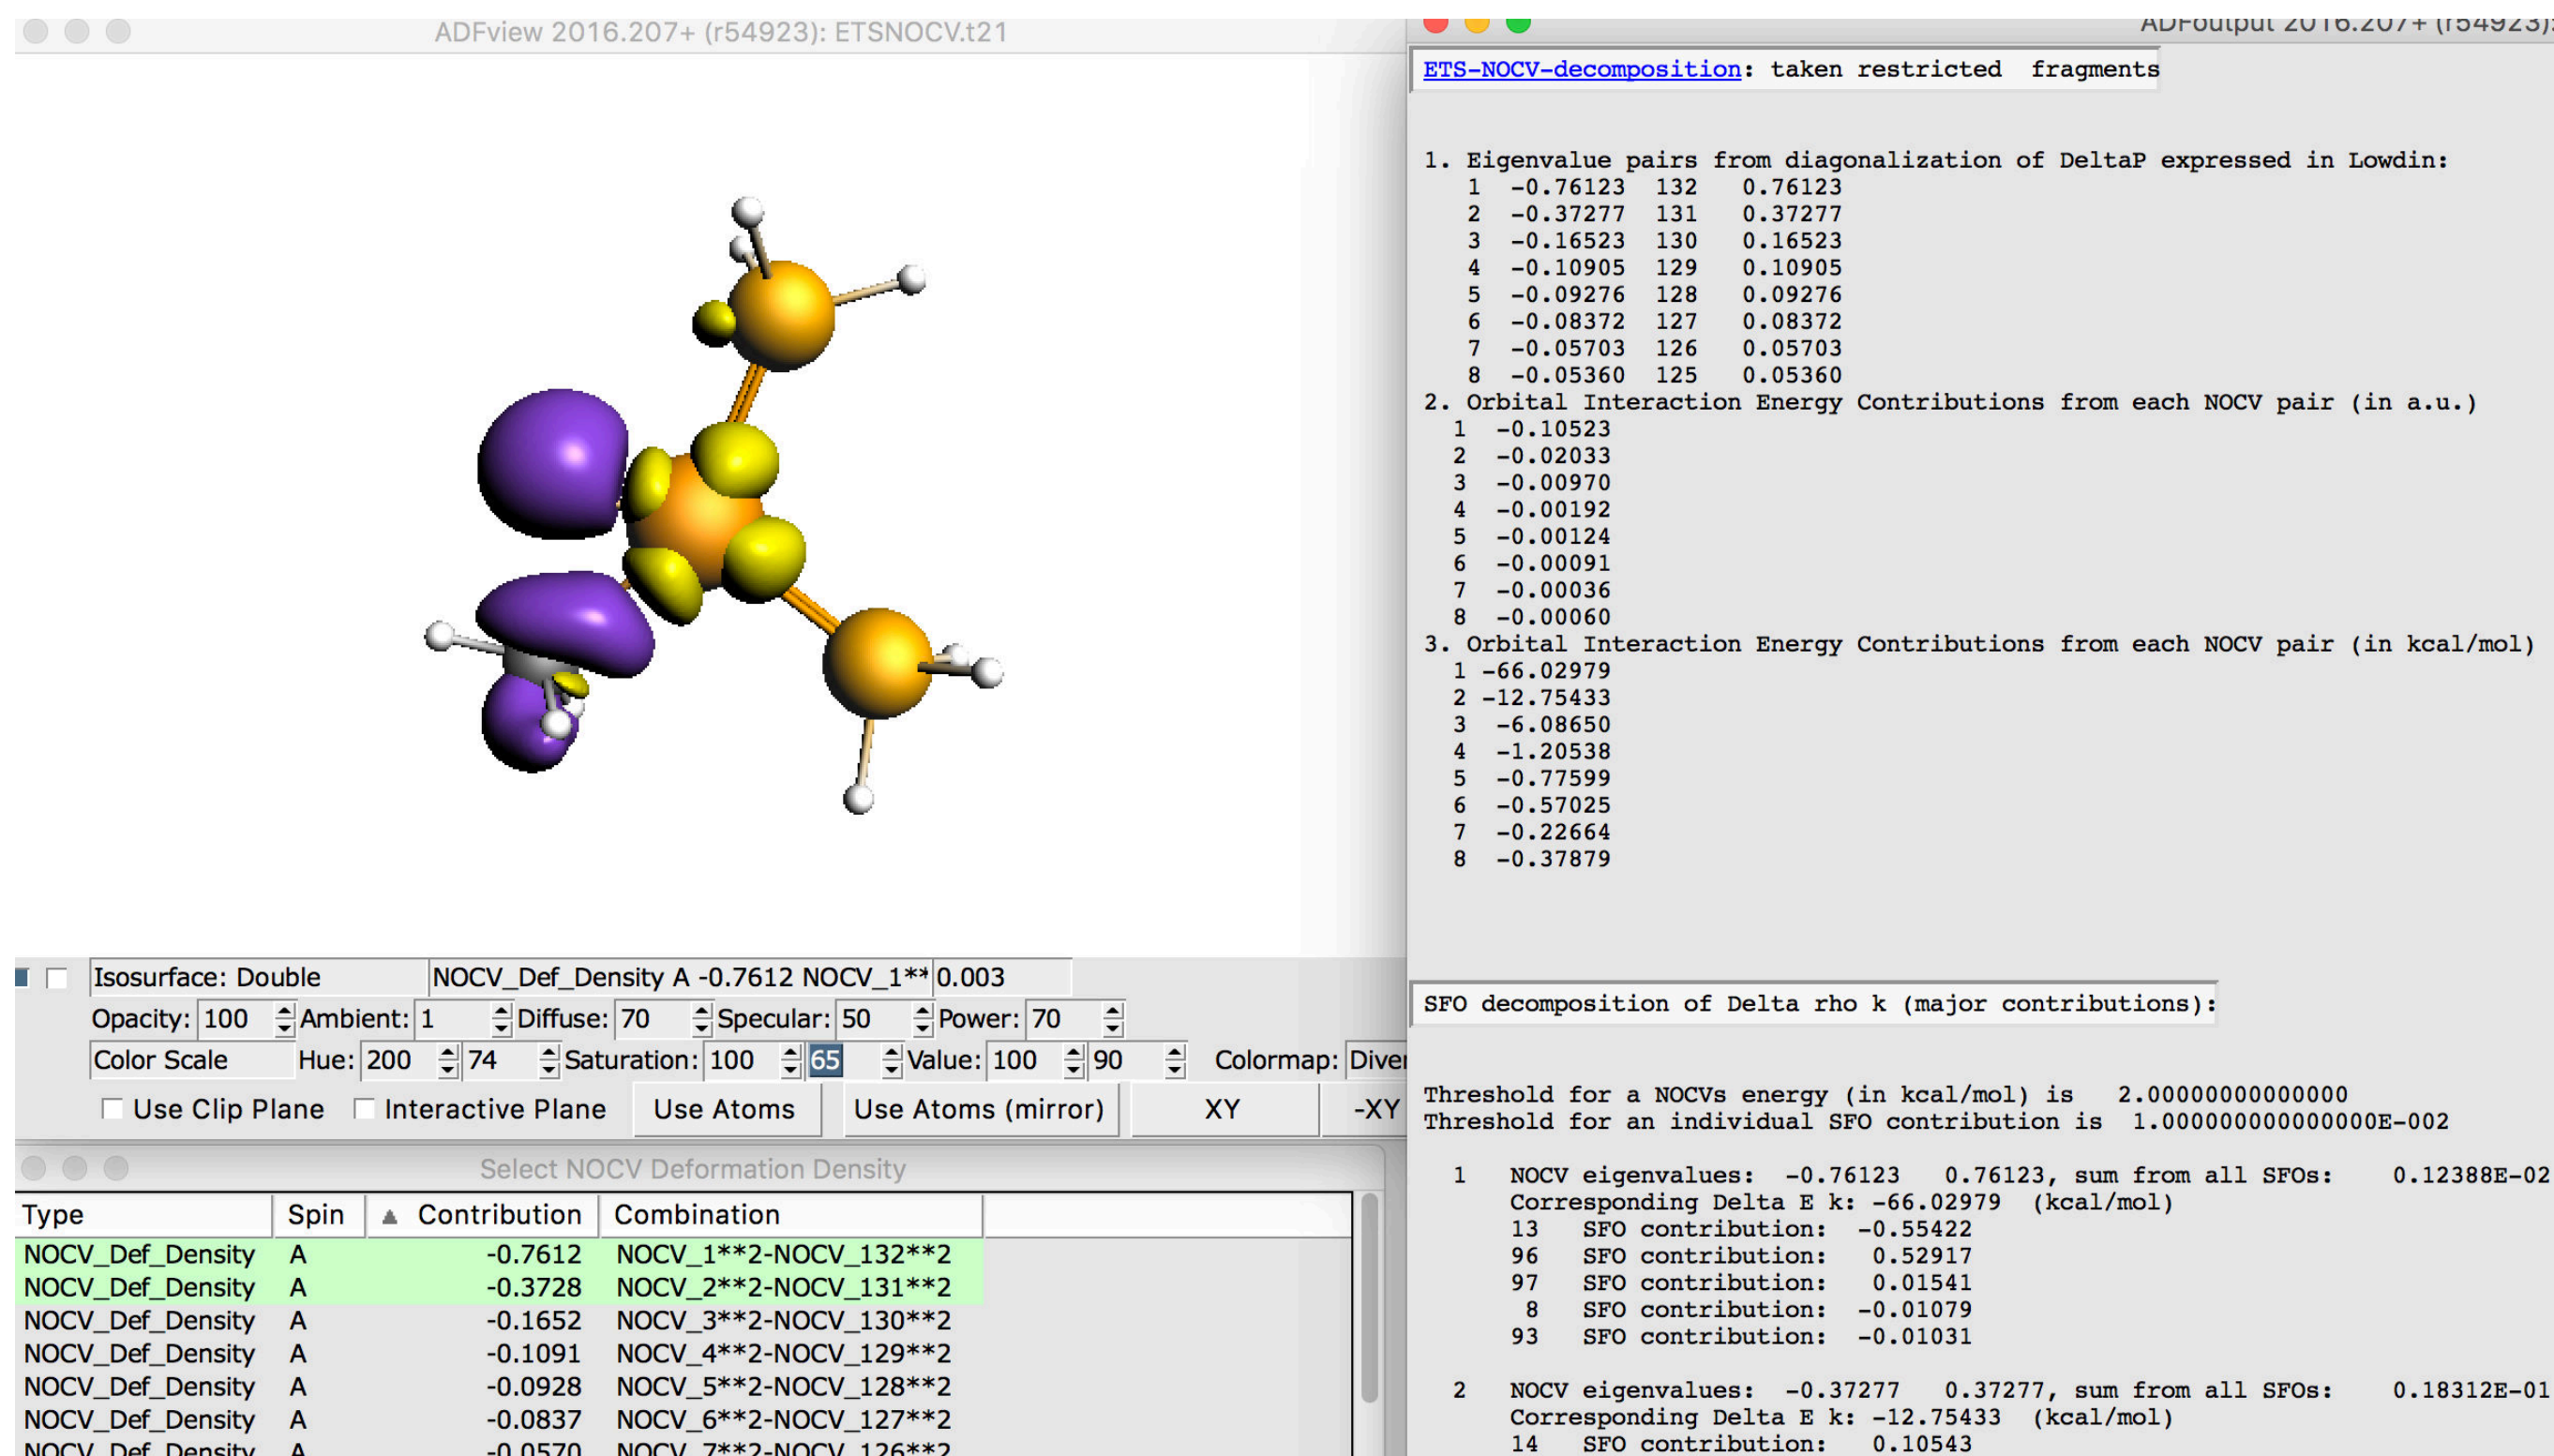 ADFview 2016.207+ (r54923): ETSNOCV.t21
Isosurface: Double NOCV_Def_Density A -0.7612 NOCV_1** 0.003
Opacity: 100 Ambient: 1 Diffuse: 70 Specular: 50 Power: 70
Color Scale Hue: 200 74 Saturation: 100 65 Value: 100 90 Colormap: Diver
Use Clip Plane Interactive Plane Use Atoms Use Atoms (mirror) XY -XY
Select NOCV Deformation Density
Type Spin Contribution Combination
NOCV_Def_Density A -0.7612 NOCV_1**2-NOCV_132**2
NOCV_Def_Density A -0.3728 NOCV_2**2-NOCV_131**2
NOCV_Def_Density A -0.1652 NOCV_3**2-NOCV_130**2
NOCV_Def_Density A -0.1091 NOCV_4**2-NOCV_129**2
NOCV_Def_Density A -0.0928 NOCV_5**2-NOCV_128**2
NOCV_Def_Density A -0.0837 NOCV_6**2-NOCV_127**2
NOCV_Def_Density A -0.0570 NOCV_7**2-NOCV_126**2
ADFoutput 2016.207+ (r54923):
ETS-NOCV-decomposition: taken restricted fragments
1. Eigenvalue pairs from diagonalization of DeltaP expressed in Lowdin:
1 -0.76123 132 0.76123
2 -0.37277 131 0.37277
3 -0.16523 130 0.16523
4 -0.10905 129 0.10905
5 -0.09276 128 0.09276
6 -0.08372 127 0.08372
7 -0.05703 126 0.05703
8 -0.05360 125 0.05360
2. Orbital Interaction Energy Contributions from each NOCV pair (in a.u.)
1 -0.10523
2 -0.02033
3 -0.00970
4 -0.00192
5 -0.00124
6 -0.00091
7 -0.00036
8 -0.00060
3. Orbital Interaction Energy Contributions from each NOCV pair (in kcal/mol)
1 -66.02979
2 -12.75433
3 -6.08650
4 -1.20538
5 -0.77599
6 -0.57025
7 -0.22664
8 -0.37879
SFO decomposition of Delta rho k (major contributions):
Threshold for a NOCVs energy (in kcal/mol) is 2.00000000000000
Threshold for an individual SFO contribution is 1.000000000000000E-002
1 NOCV eigenvalues: -0.76123 0.76123, sum from all SFOs: 0.12388E-02
Corresponding Delta E k: -66.02979 (kcal/mol)
13 SFO contribution: -0.55422
96 SFO contribution: 0.52917
97 SFO contribution: 0.01541
8 SFO contribution: -0.01079
93 SFO contribution: -0.01031
2 NOCV eigenvalues: -0.37277 0.37277, sum from all SFOs: 0.18312E-01
Corresponding Delta E k: -12.75433 (kcal/mol)
14 SFO contribution: 0.10543